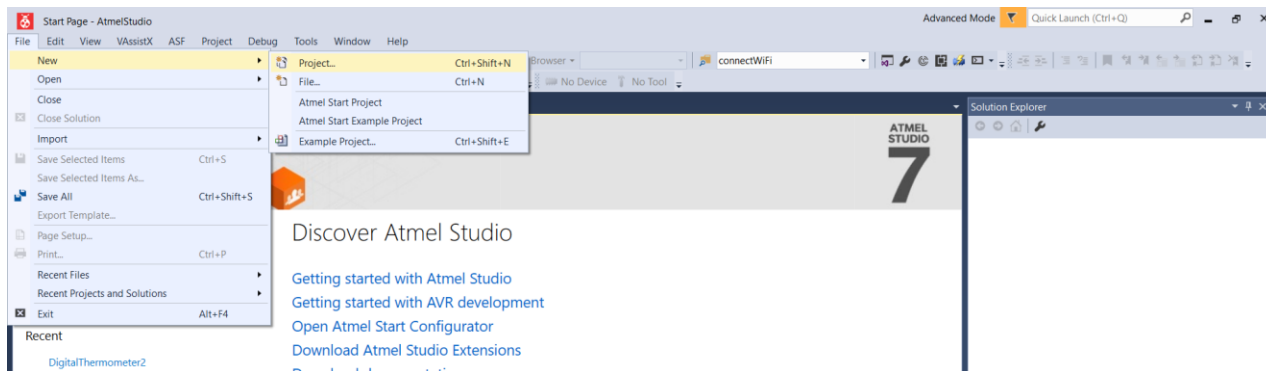 Start Page - AtmelStudio
Advanced Mode
Quick Launch (Ctrl+Q)
File Edit View VAssistX ASF Project Debug Tools Window Help
New
Project... Ctrl+Shift+N
Browser
connectWiFi
Open
File... Ctrl+N
No Device
No Tool
Close
Atmel Start Project
Solution Explorer
Close Solution
Atmel Start Example Project
Import
Example Project... Ctrl+Shift+E
ATMEL
STUDIO
7
Save Selected Items Ctrl+S
Save Selected Items As...
Save All Ctrl+Shift+S
Export Template...
Page Setup...
Print... Ctrl+P
Recent Files
Recent Projects and Solutions
Exit Alt+F4
Recent
DigitalThermometer2
Discover Atmel Studio
Getting started with Atmel Studio
Getting started with AVR development
Open Atmel Start Configurator
Download Atmel Studio Extensions